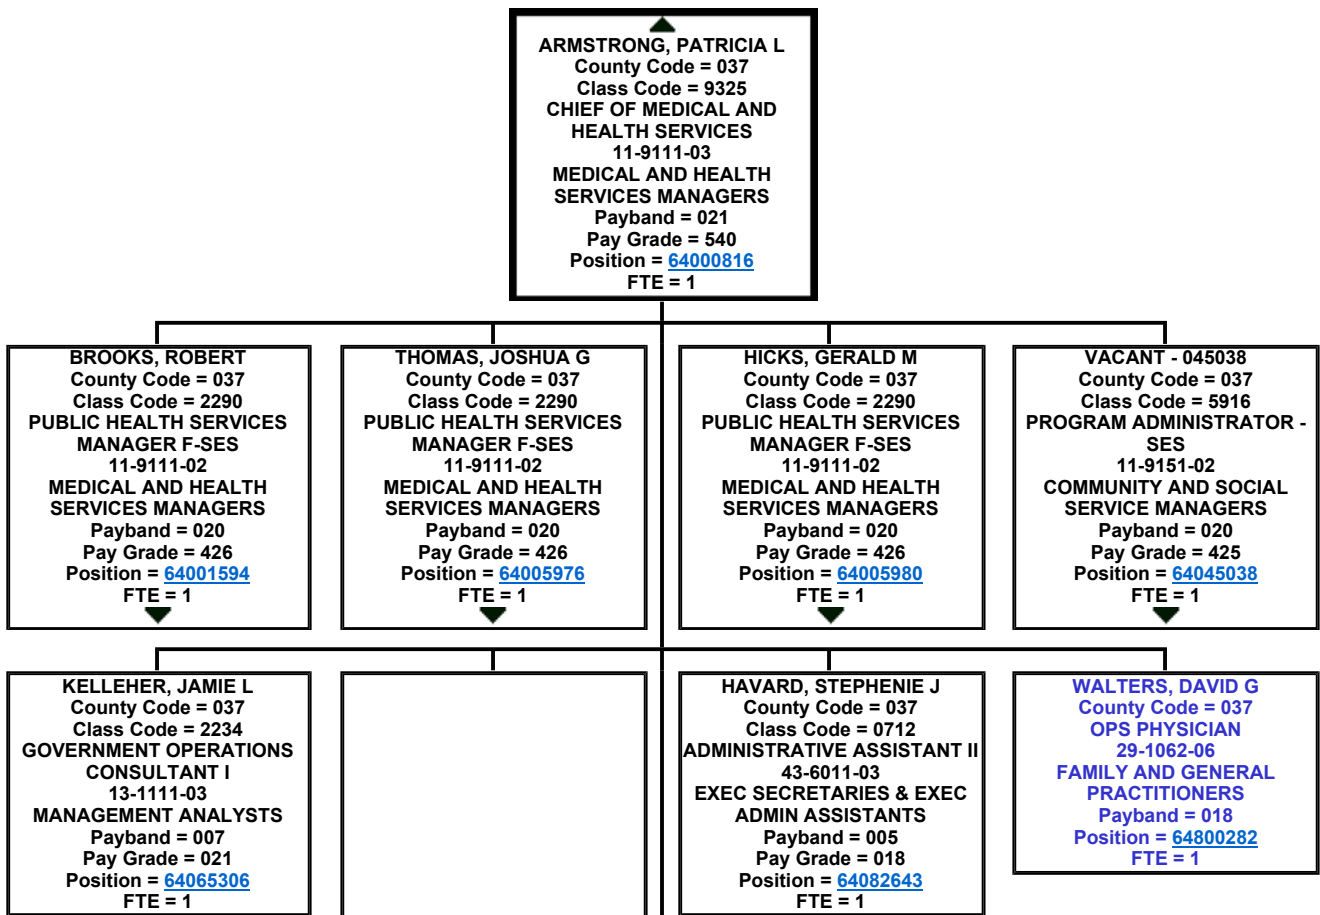 ARMSTRONG, PATRICIA L
County Code = 037
Class Code = 9325
CHIEF OF MEDICAL AND
HEALTH SERVICES
11-9111-03
MEDICAL AND HEALTH
SERVICES MANAGERS
Payband = 021
Pay Grade = 540
Position = 64000816
FTE = 1
BROOKS, ROBERT
County Code = 037
Class Code = 2290
PUBLIC HEALTH SERVICES
MANAGER F-SES
11-9111-02
MEDICAL AND HEALTH
SERVICES MANAGERS
Payband = 020
Pay Grade = 426
Position = 64001594
FTE = 1
THOMAS, JOSHUA G
County Code = 037
Class Code = 2290
PUBLIC HEALTH SERVICES
MANAGER F-SES
11-9111-02
MEDICAL AND HEALTH
SERVICES MANAGERS
Payband = 020
Pay Grade = 426
Position = 64005976
FTE = 1
HICKS, GERALD M
County Code = 037
Class Code = 2290
PUBLIC HEALTH SERVICES
MANAGER F-SES
11-9111-02
MEDICAL AND HEALTH
SERVICES MANAGERS
Payband = 020
Pay Grade = 426
Position = 64005980
FTE = 1
VACANT - 045038
County Code = 037
Class Code = 5916
PROGRAM ADMINISTRATOR -
SES
11-9151-02
COMMUNITY AND SOCIAL
SERVICE MANAGERS
Payband = 020
Pay Grade = 425
Position = 64045038
FTE = 1
KELLEHER, JAMIE L
County Code = 037
Class Code = 2234
GOVERNMENT OPERATIONS
CONSULTANT I
13-1111-03
MANAGEMENT ANALYSTS
Payband = 007
Pay Grade = 021
Position = 64065306
FTE = 1
HAVARD, STEPHENIE J
County Code = 037
Class Code = 0712
ADMINISTRATIVE ASSISTANT II
43-6011-03
EXEC SECRETARIES & EXEC
ADMIN ASSISTANTS
Payband = 005
Pay Grade = 018
Position = 64082643
FTE = 1
WALTERS, DAVID G
County Code = 037
OPS PHYSICIAN
29-1062-06
FAMILY AND GENERAL
PRACTITIONERS
Payband = 018
Position = 64800282
FTE = 1